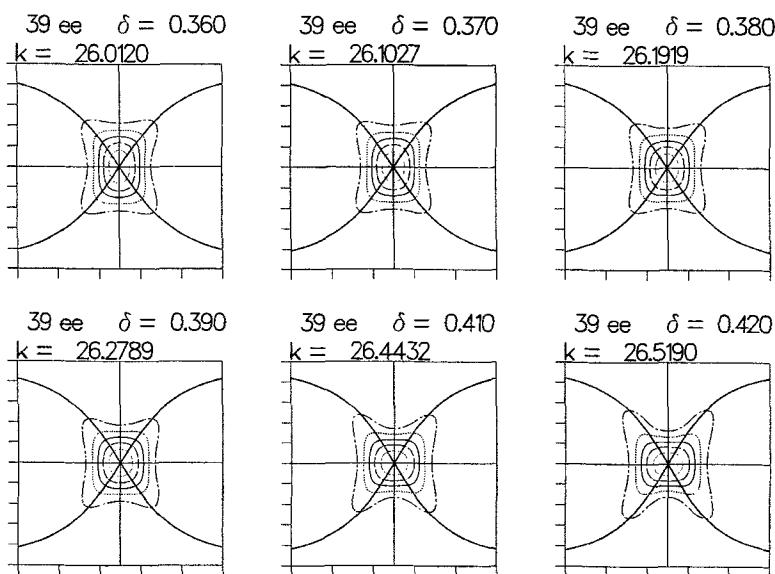 39 ee δ = 0.360
k = 26.0120
39 ee δ = 0.370
k = 26.1027
39 ee δ = 0.380
k = 26.1919
39 ee δ = 0.390
k = 26.2789
39 ee δ = 0.410
k = 26.4432
39 ee δ = 0.420
k = 26.5190